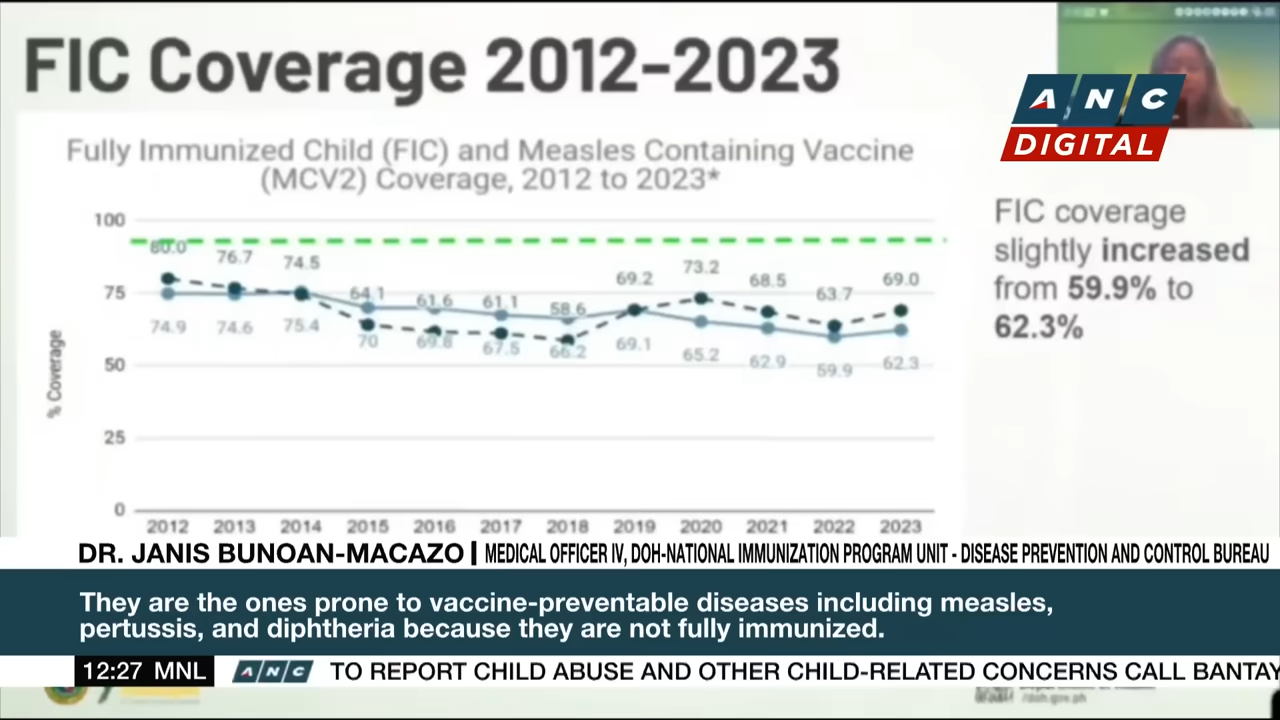 FIC Coverage 2012-2023
ANC
DIGITAL
Fully Immunized Child (FIC) and Measles Containing Vaccine
(MCV2) Coverage, 2012 to 2023*
FIC coverage
slightly increased
from 59.9% to
62.3%
% Coverage
100
75
50
25
0
80.0 76.7 74.5 64.1 61.6 61.1 58.6 69.2 73.2 68.5 63.7 69.0
74.9 74.6 75.4 70 69.8 67.5 66.2 69.1 65.2 62.9 59.9 62.3
2012 2013 2014 2015 2016 2017 2018 2019 2020 2021 2022 2023
DR. JANIS BUNOAN-MACAZO | MEDICAL OFFICER IV, DOH-NATIONAL IMMUNIZATION PROGRAM UNIT - DISEASE PREVENTION AND CONTROL BUREAU
They are the ones prone to vaccine-preventable diseases including measles,
pertussis, and diphtheria because they are not fully immunized.
12:27 MNL ANC TO REPORT CHILD ABUSE AND OTHER CHILD-RELATED CONCERNS CALL BANTAY